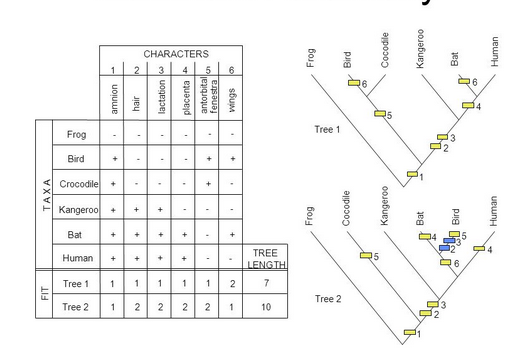 CHARACTERS
1 2 3 4 5 6
amnion hair lactation placenta antorbital fenestra wings
TAXA
Frog - - - - - -
Bird + - - - + +
Crocodile + - - - + -
Kangeroo + + + - - -
Bat + + + + - +
Human + + + + - -
TREE LENGTH
FIT
Tree 1 1 1 1 1 1 2 7
Tree 2 1 2 2 2 2 1 10
Frog Bird Cocodile Kangeroo Bat Human
6 6
4
5
3
2
Tree 1
1
Frog Cocodile Kangeroo Bat Bird Human
4 5
3
2 4
5 6
3
Tree 2
2
1